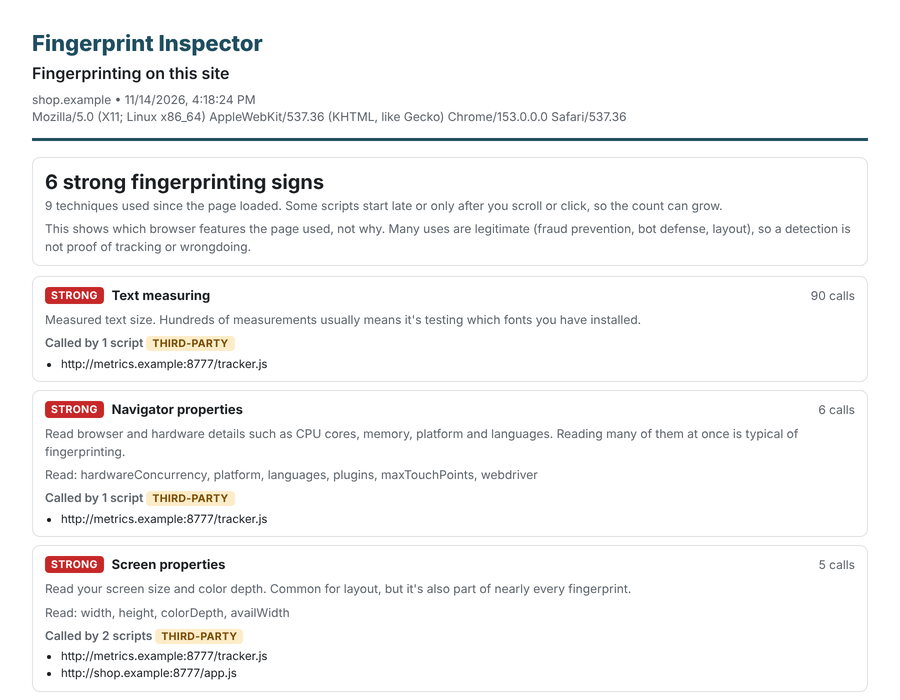 Fingerprint Inspector
Fingerprinting on this site
shop.example • 11/14/2026, 4:18:24 PM
Mozilla/5.0 (X11; Linux x86_64) AppleWebKit/537.36 (KHTML, like Gecko) Chrome/153.0.0.0 Safari/537.36
6 strong fingerprinting signs
9 techniques used since the page loaded. Some scripts start late or only after you scroll or click, so the count can grow.
This shows which browser features the page used, not why. Many uses are legitimate (fraud prevention, bot defense, layout), so a detection is
not proof of tracking or wrongdoing.
STRONG Text measuring 90 calls
Measured text size. Hundreds of measurements usually means it's testing which fonts you have installed.
Called by 1 script THIRD-PARTY
• http://metrics.example:8777/tracker.js
STRONG Navigator properties 6 calls
Read browser and hardware details such as CPU cores, memory, platform and languages. Reading many of them at once is typical of
fingerprinting.
Read: hardwareConcurrency, platform, languages, plugins, maxTouchPoints, webdriver
Called by 1 script THIRD-PARTY
• http://metrics.example:8777/tracker.js
STRONG Screen properties 5 calls
Read your screen size and color depth. Common for layout, but it's also part of nearly every fingerprint.
Read: width, height, colorDepth, availWidth
Called by 2 scripts THIRD-PARTY
• http://metrics.example:8777/tracker.js
• http://shop.example:8777/app.js